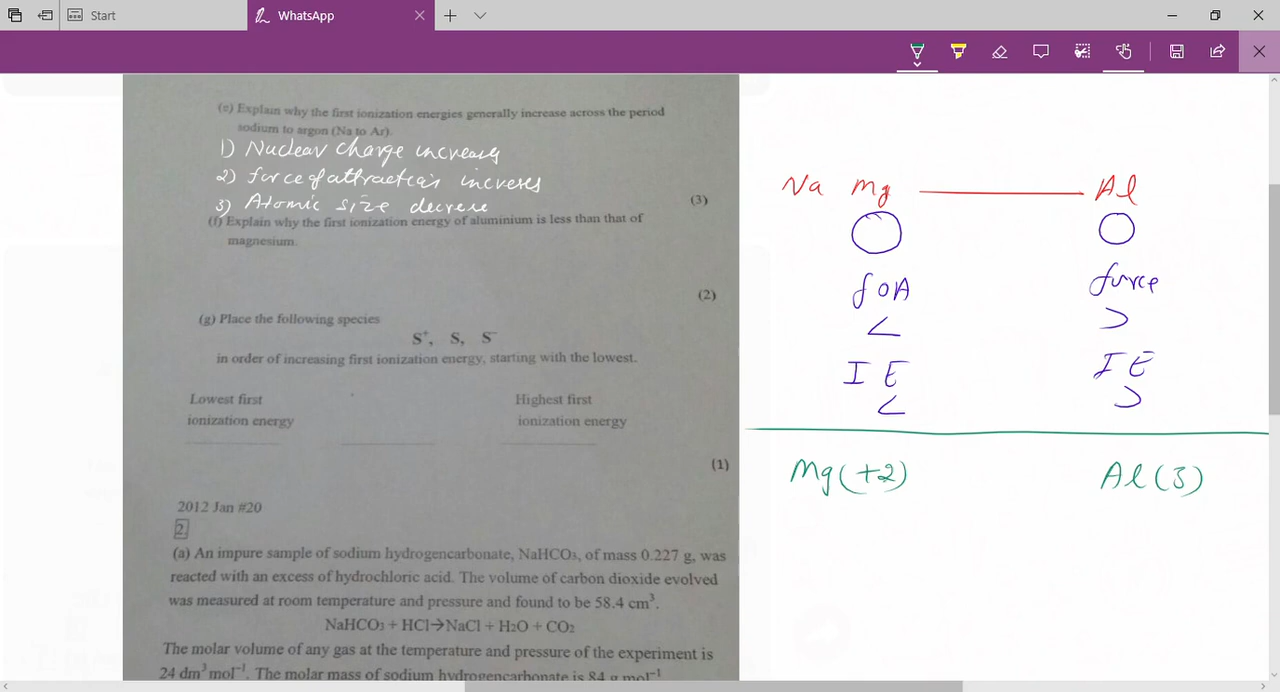 Start
WhatsApp
(e) Explain why the first ionization energies generally increase across the period
sodium to argon (Na to Ar).
1) Nuclear charge increases
2) force of attraction increses
3) Atomic size decrese
(3)
(f) Explain why the first ionization energy of aluminium is less than that of
magnesium.
(2)
(g) Place the following species
S⁺, S, S⁻
in order of increasing first ionization energy, starting with the lowest.
Lowest first Highest first
ionization energy ionization energy
(1)
2012 Jan #20
2.
(a) An impure sample of sodium hydrogencarbonate, NaHCO₃, of mass 0.227 g, was
reacted with an excess of hydrochloric acid. The volume of carbon dioxide evolved
was measured at room temperature and pressure and found to be 58.4 cm³.
NaHCO₃ + HCl→NaCl + H₂O + CO₂
The molar volume of any gas at the temperature and pressure of the experiment is
24 dm³ mol⁻¹. The molar mass of sodium hydrogencarbonate is 84 g mol⁻¹
Na Mg Al
fOA force
< >
IE IE
< >
Mg(+2) Al(3)